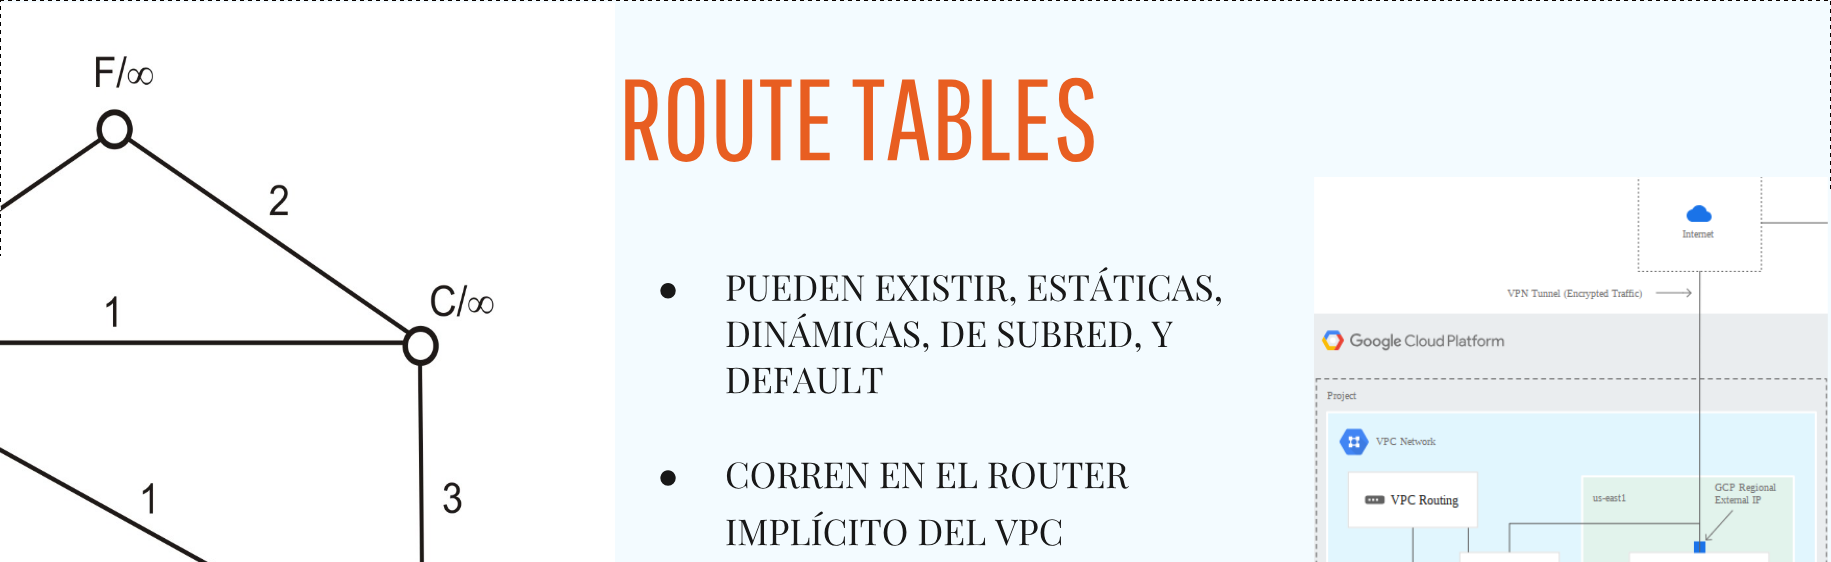 F/∞
2
1
C/∞
1
3
ROUTE TABLES
● PUEDEN EXISTIR, ESTÁTICAS,
DINÁMICAS, DE SUBRED, Y
DEFAULT
● CORREN EN EL ROUTER
IMPLÍCITO DEL VPC
Internet
VPN Tunnel (Encrypted Traffic)
Google Cloud Platform
Project
VPC Network
VPC Routing
us-east1
GCP Regional
External IP